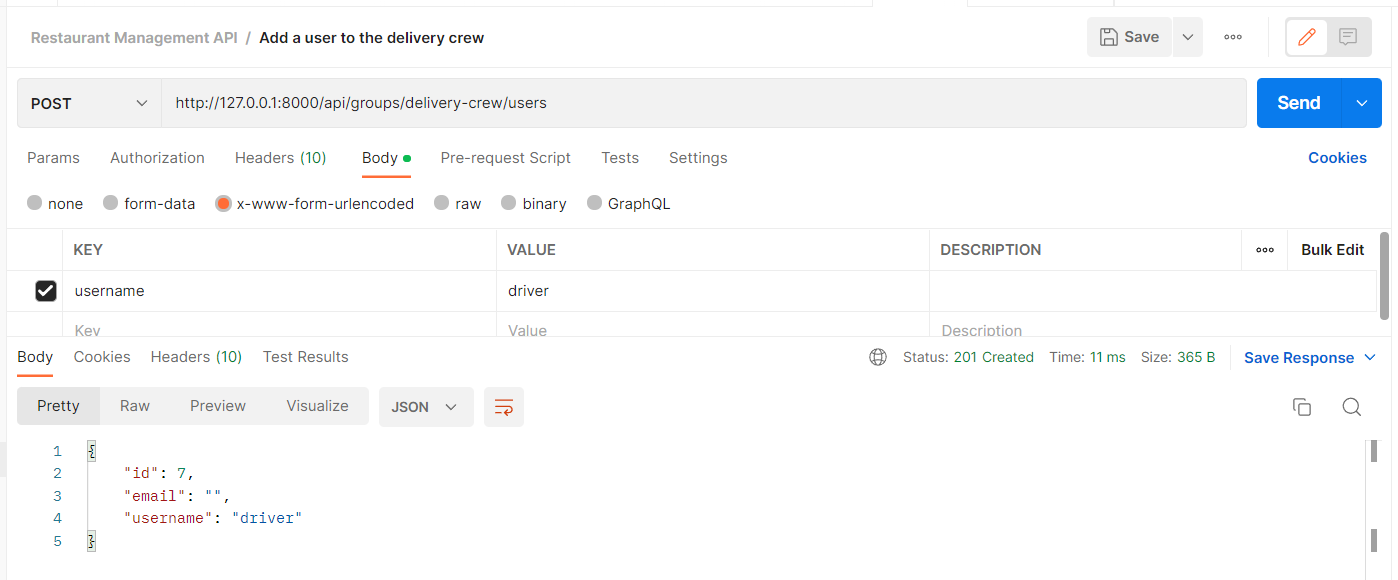 Restaurant Management API / Add a user to the delivery crew
Save
POST
http://127.0.0.1:8000/api/groups/delivery-crew/users
Send
Params Authorization Headers (10) Body Pre-request Script Tests Settings Cookies
none form-data x-www-form-urlencoded raw binary GraphQL
KEY VALUE DESCRIPTION Bulk Edit
username driver
Key Value Description
Body Cookies Headers (10) Test Results Status: 201 Created Time: 11 ms Size: 365 B Save Response
Pretty Raw Preview Visualize JSON
1 {
2 "id": 7,
3 "email": "",
4 "username": "driver"
5 }